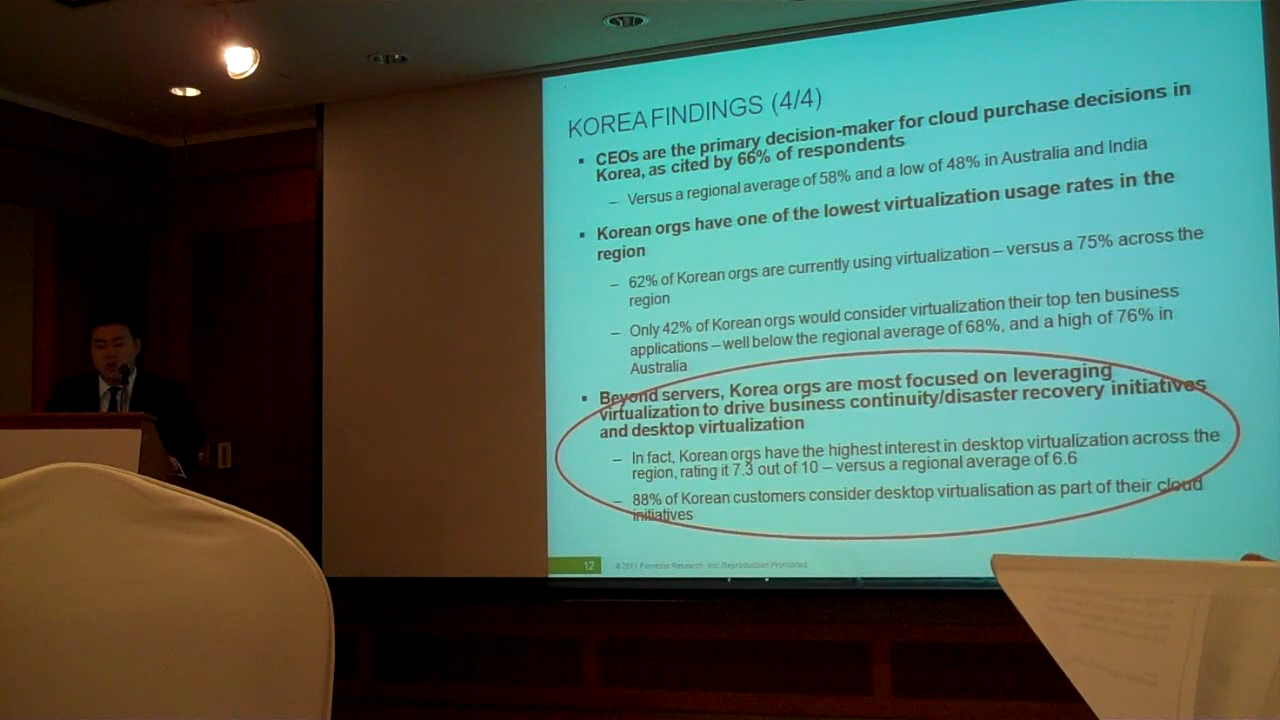 KOREA FINDINGS (4/4)
▪ CEOs are the primary decision-maker for cloud purchase decisions in
Korea, as cited by 66% of respondents
– Versus a regional average of 58% and a low of 48% in Australia and India
▪ Korean orgs have one of the lowest virtualization usage rates in the
region
– 62% of Korean orgs are currently using virtualization – versus a 75% across the
region
– Only 42% of Korean orgs would consider virtualization their top ten business
applications – well below the regional average of 68%, and a high of 76% in
Australia
▪ Beyond servers, Korea orgs are most focused on leveraging
virtualization to drive business continuity/disaster recovery initiatives
and desktop virtualization
– In fact, Korean orgs have the highest interest in desktop virtualization across the
region, rating it 7.3 out of 10 – versus a regional average of 6.6
– 88% of Korean customers consider desktop virtualisation as part of their cloud
initiatives
12
© 2011 Forrester Research, Inc. Reproduction Prohibited